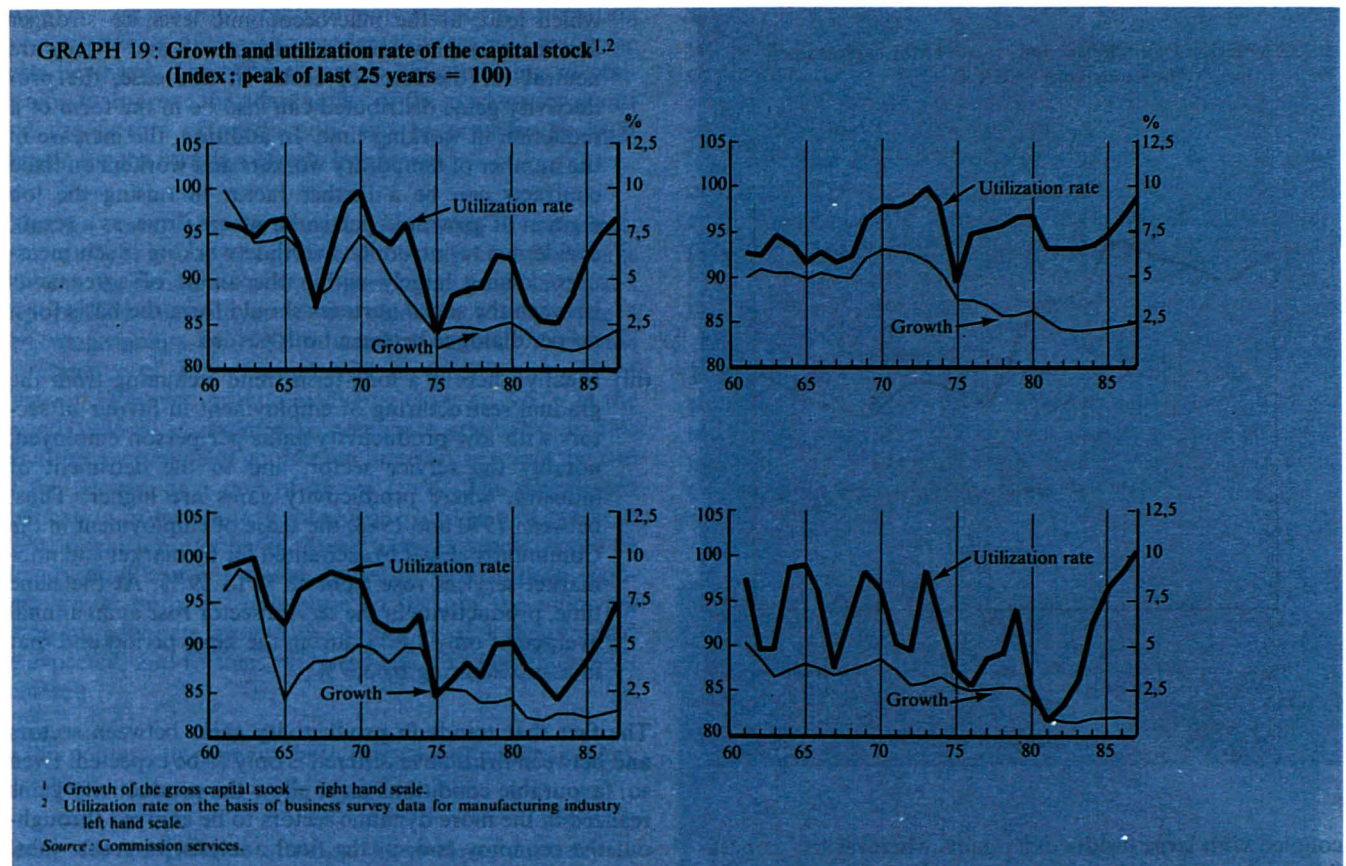 GRAPH 19: Growth and utilization rate of the capital stock1,2
(Index: peak of last 25 years = 100)
%
105
100
95
90
85
80
12,5
10
7,5
5
2,5
0
Utilization rate
Growth
60 65 70 75 80 85
%
105
100
95
90
85
80
12,5
10
7,5
5
2,5
0
Utilization rate
Growth
60 65 70 75 80 85
105
100
95
90
85
80
12,5
10
7,5
5
2,5
0
Utilization rate
Growth
60 65 70 75 80 85
105
100
95
90
85
80
12,5
10
7,5
5
2,5
0
Utilization rate
Growth
60 65 70 75 80 85
1 Growth of the gross capital stock – right hand scale.
2 Utilization rate on the basis of business survey data for manufacturing industry
left hand scale.
Source: Commission services.